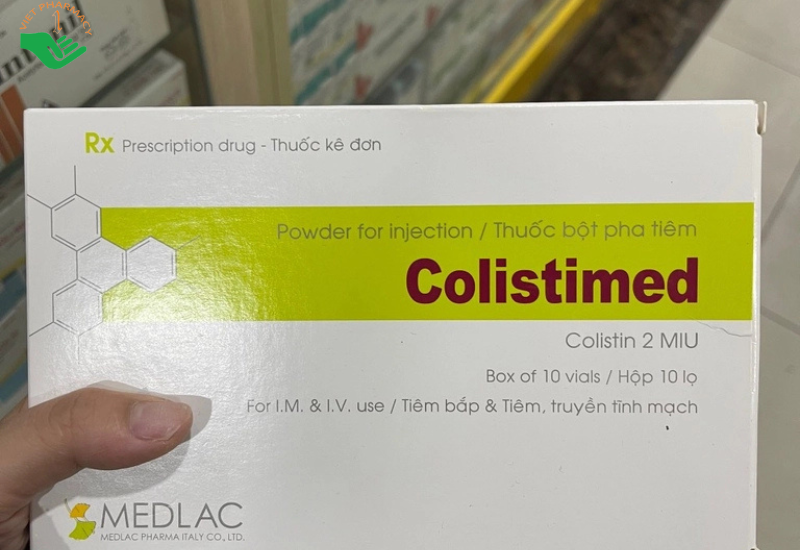 VIETPHARMACY
Rx Prescription drug - Thuốc kê đơn
Powder for injection / Thuốc bột pha tiêm
Colistimed
Colistin 2 MIU
Box of 10 vials / Hộp 10 lọ
For I.M. & I.V. use / Tiêm bắp & Tiêm, truyền tĩnh mạch
MEDLAC
MEDLAC PHARMA ITALY CO., LTD.